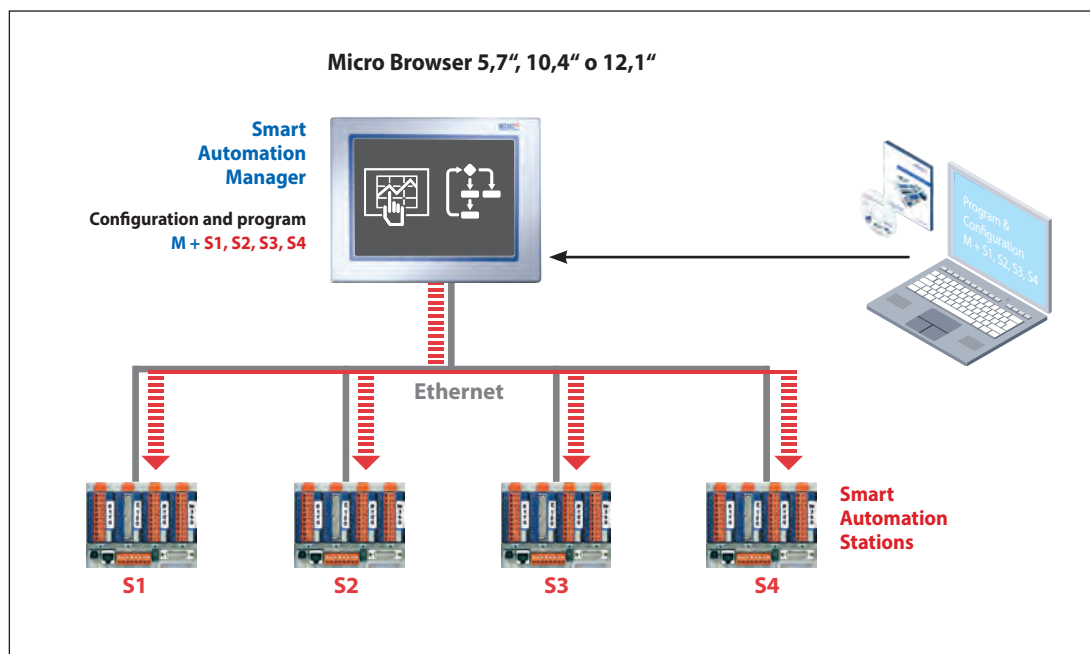 Micro Browser 5,7“, 10,4“ o 12,1“
Smart
Automation
Manager
Configuration and program
M + S1, S2, S3, S4
Program &
Configuration
M + S1, S2, S3, S4
Ethernet
Smart
Automation
Stations
S1
S2
S3
S4